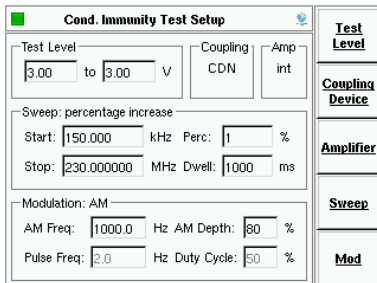 Cond. Immunity Test Setup
Test Level
Coupling
Amp
3.00 to 3.00 V
CDN
int
Sweep: percentage increase
Start: 150.000 kHz Perc: 1 %
Stop: 230.000000 MHz Dwell: 1000 ms
Modulation: AM
AM Freq: 1000.0 Hz AM Depth: 80 %
Pulse Freq: 2.0 Hz Duty Cycle: 50 %
Test
Level
Coupling
Device
Amplifier
Sweep
Mod